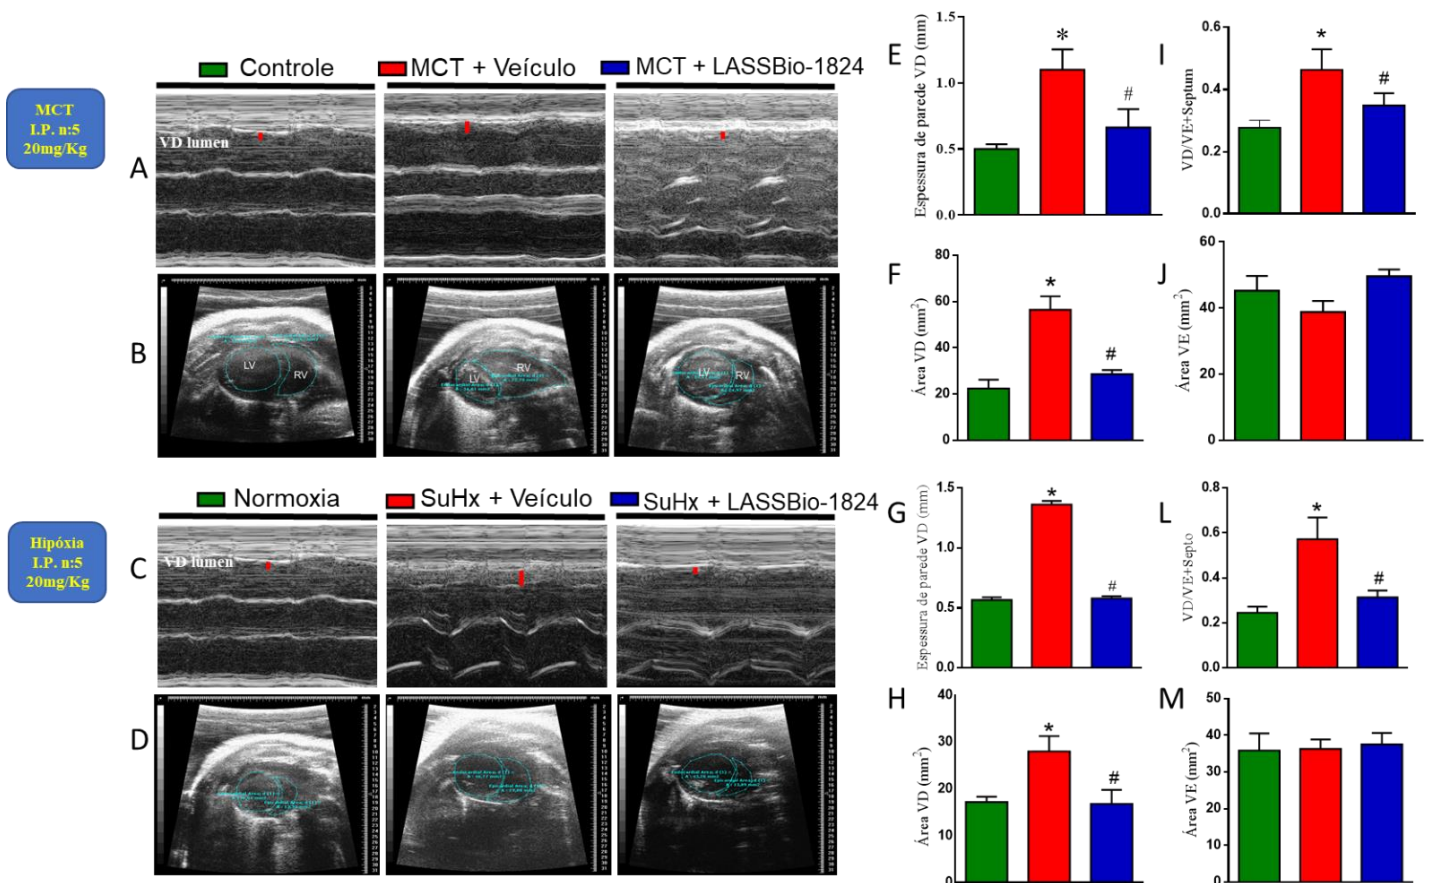 Controle
MCT + Veículo
MCT + LASSBio-1824
MCT
I.P. n:5
20mg/Kg
A
VD lumen
B
LV
RV
LV
RV
LV
RV
E
Espessura de parede VD (mm)
1.5
1.0
0.5
0.0
*
#
I
VD/VE+Septum
0.6
0.4
0.2
0.0
*
#
F
Área VD (mm²)
80
60
40
20
0
*
#
J
Área VE (mm²)
60
40
20
0
Normoxia
SuHx + Veículo
SuHx + LASSBio-1824
Hipóxia
I.P. n:5
20mg/Kg
C
VD lumen
D
G
Espessura de parede VD (mm)
1.5
1.0
0.5
0.0
*
#
L
VD/VE+Septo
0.8
0.6
0.4
0.2
0.0
*
#
H
Área VD (mm²)
40
30
20
10
0
*
#
M
Área VE (mm²)
50
40
30
20
10
0